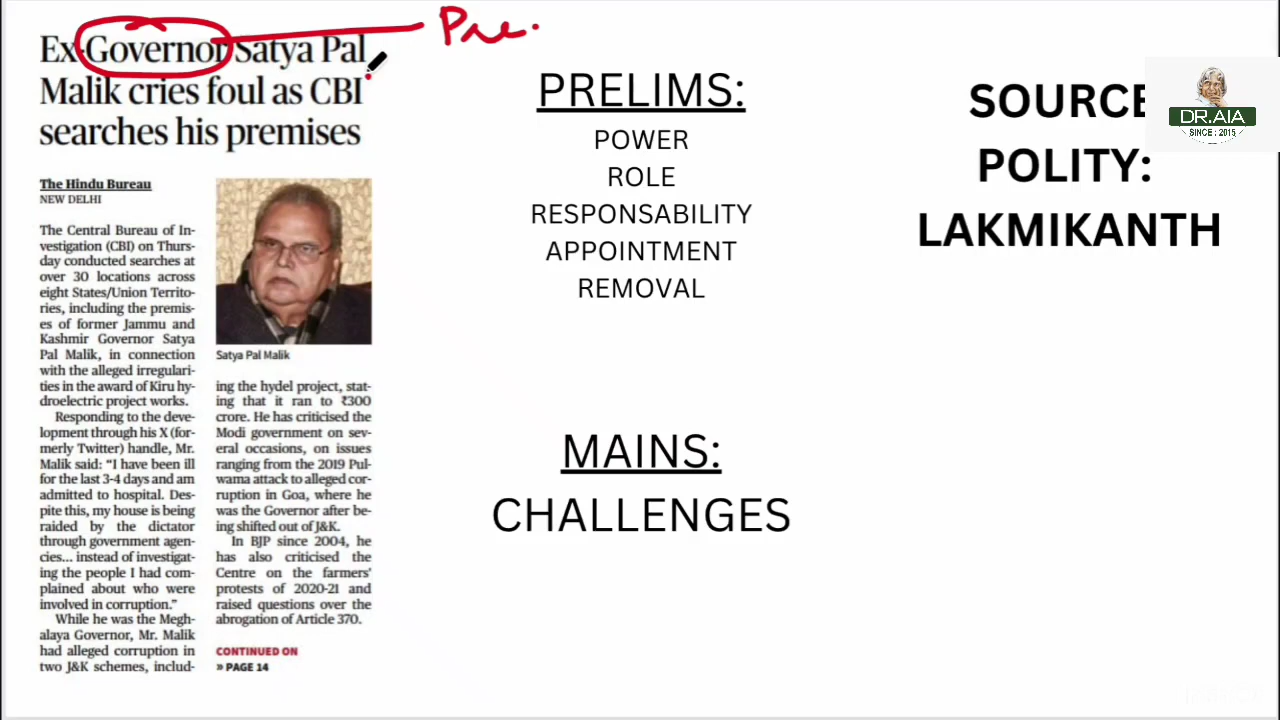 Ex-Governor Satya Pal
Malik cries foul as CBI
searches his premises
The Hindu Bureau
NEW DELHI
The Central Bureau of In-
vestigation (CBI) on Thurs-
day conducted searches at
over 30 locations across
eight States/Union Territo-
ries, including the premis-
es of former Jammu and
Kashmir Governor Satya
Pal Malik, in connection
with the alleged irregulari-
ties in the award of Kiru hy-
droelectric project works.
Responding to the deve-
lopment through his X (for-
merly Twitter) handle, Mr.
Malik said: “I have been ill
for the last 3-4 days and am
admitted to hospital. Des-
pite this, my house is being
raided by the dictator
through government agen-
cies... instead of investigat-
ing the people I had com-
plained about who were
involved in corruption.”
While he was the Megh-
alaya Governor, Mr. Malik
had alleged corruption in
two J&K schemes, includ-
Satya Pal Malik
ing the hydel project, stat-
ing that it ran to ₹300
crore. He has criticised the
Modi government on sev-
eral occasions, on issues
ranging from the 2019 Pul-
wama attack to alleged cor-
ruption in Goa, where he
was the Governor after be-
ing shifted out of J&K.
In BJP since 2004, he
has also criticised the
Centre on the farmers’
protests of 2020-21 and
raised questions over the
abrogation of Article 370.
CONTINUED ON
» PAGE 14
Pre.
PRELIMS:
POWER
ROLE
RESPONSABILITY
APPOINTMENT
REMOVAL
MAINS:
CHALLENGES
SOURCE
POLITY:
LAKMIKANTH
DR.AIA
SINCE : 2015